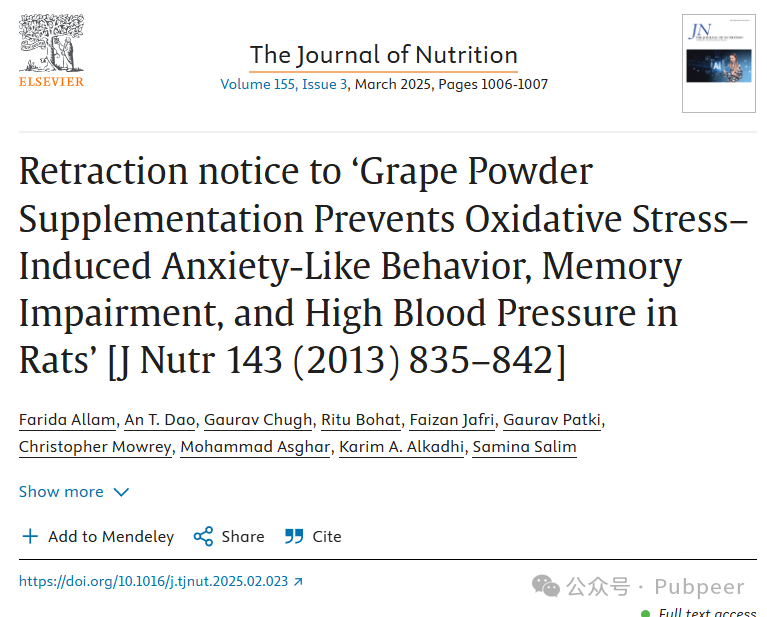 ELSEVIER
The Journal of Nutrition
Volume 155, Issue 3, March 2025, Pages 1006-1007
JN
Retraction notice to ‘Grape Powder
Supplementation Prevents Oxidative Stress–
Induced Anxiety-Like Behavior, Memory
Impairment, and High Blood Pressure in
Rats’ [J Nutr 143 (2013) 835–842]
Farida Allam, An T. Dao, Gaurav Chugh, Ritu Bohat, Faizan Jafri, Gaurav Patki,
Christopher Mowrey, Mohammad Asghar, Karim A. Alkadhi, Samina Salim
Show more
Add to Mendeley Share Cite
https://doi.org/10.1016/j.tjnut.2025.02.023
公众号 · Pubpeer
Full text access